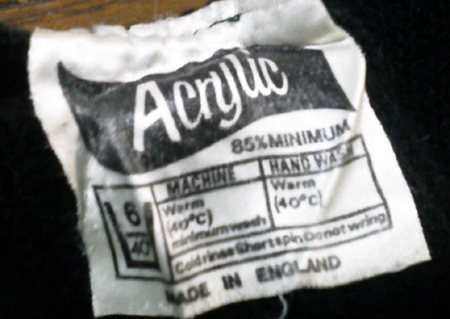 Acrylic
85% MINIMUM
MACHINE HAND WASH
6 Warm Warm
40° (40°C) (40°C)
minimum wash
Cold rinse Short spin Do not wring
MADE IN ENGLAND